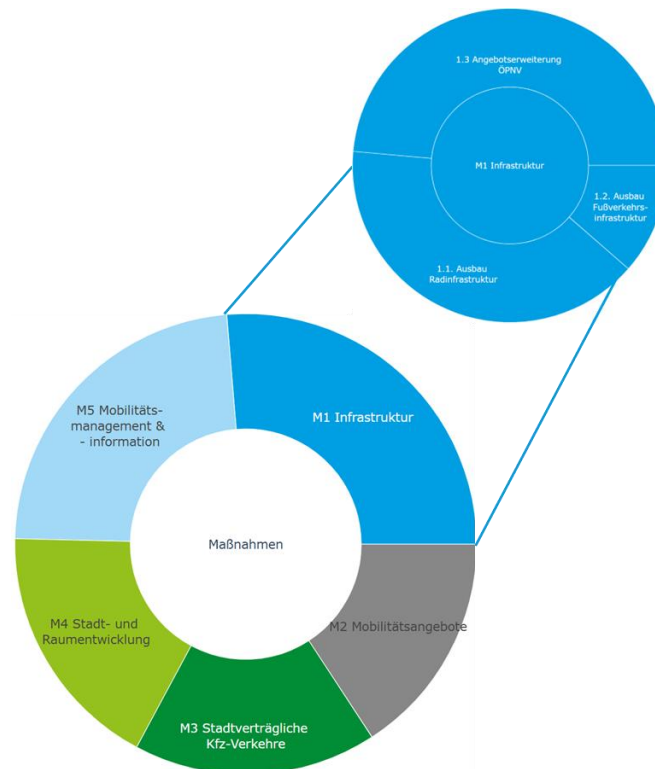 1.3 Angebotserweiterung
ÖPNV
M1 Infrastruktur
1.2. Ausbau
Fußverkehrs-
infrastruktur
1.1. Ausbau
Radinfrastruktur
M5 Mobilitäts-
management &
- information
M1 Infrastruktur
Maßnahmen
M4 Stadt- und
Raumentwicklung
M2 Mobilitätsangebote
M3 Stadtverträgliche
Kfz-Verkehre